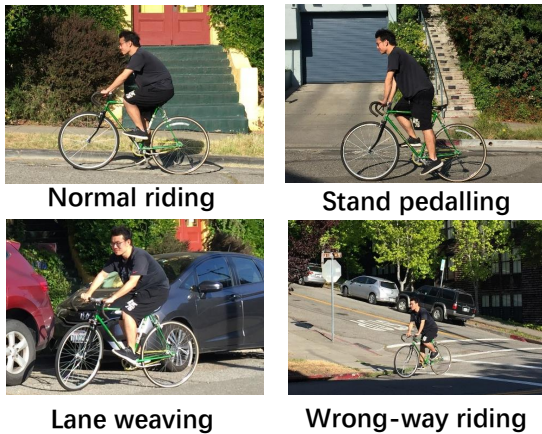 Normal riding
Stand pedalling
Lane weaving
Wrong-way riding